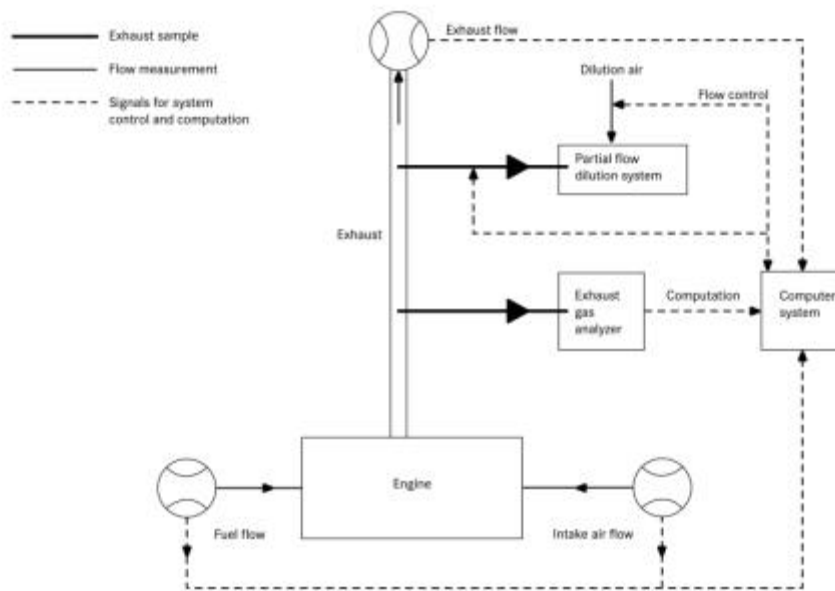 Exhaust sample
Flow measurement
Signals for system
control and computation
Exhaust flow
Dilution air
Flow control
Partial flow
dilution system
Exhaust
Exhaust
gas
analyzer
Computation
Computer
system
Engine
Fuel flow
Intake air flow